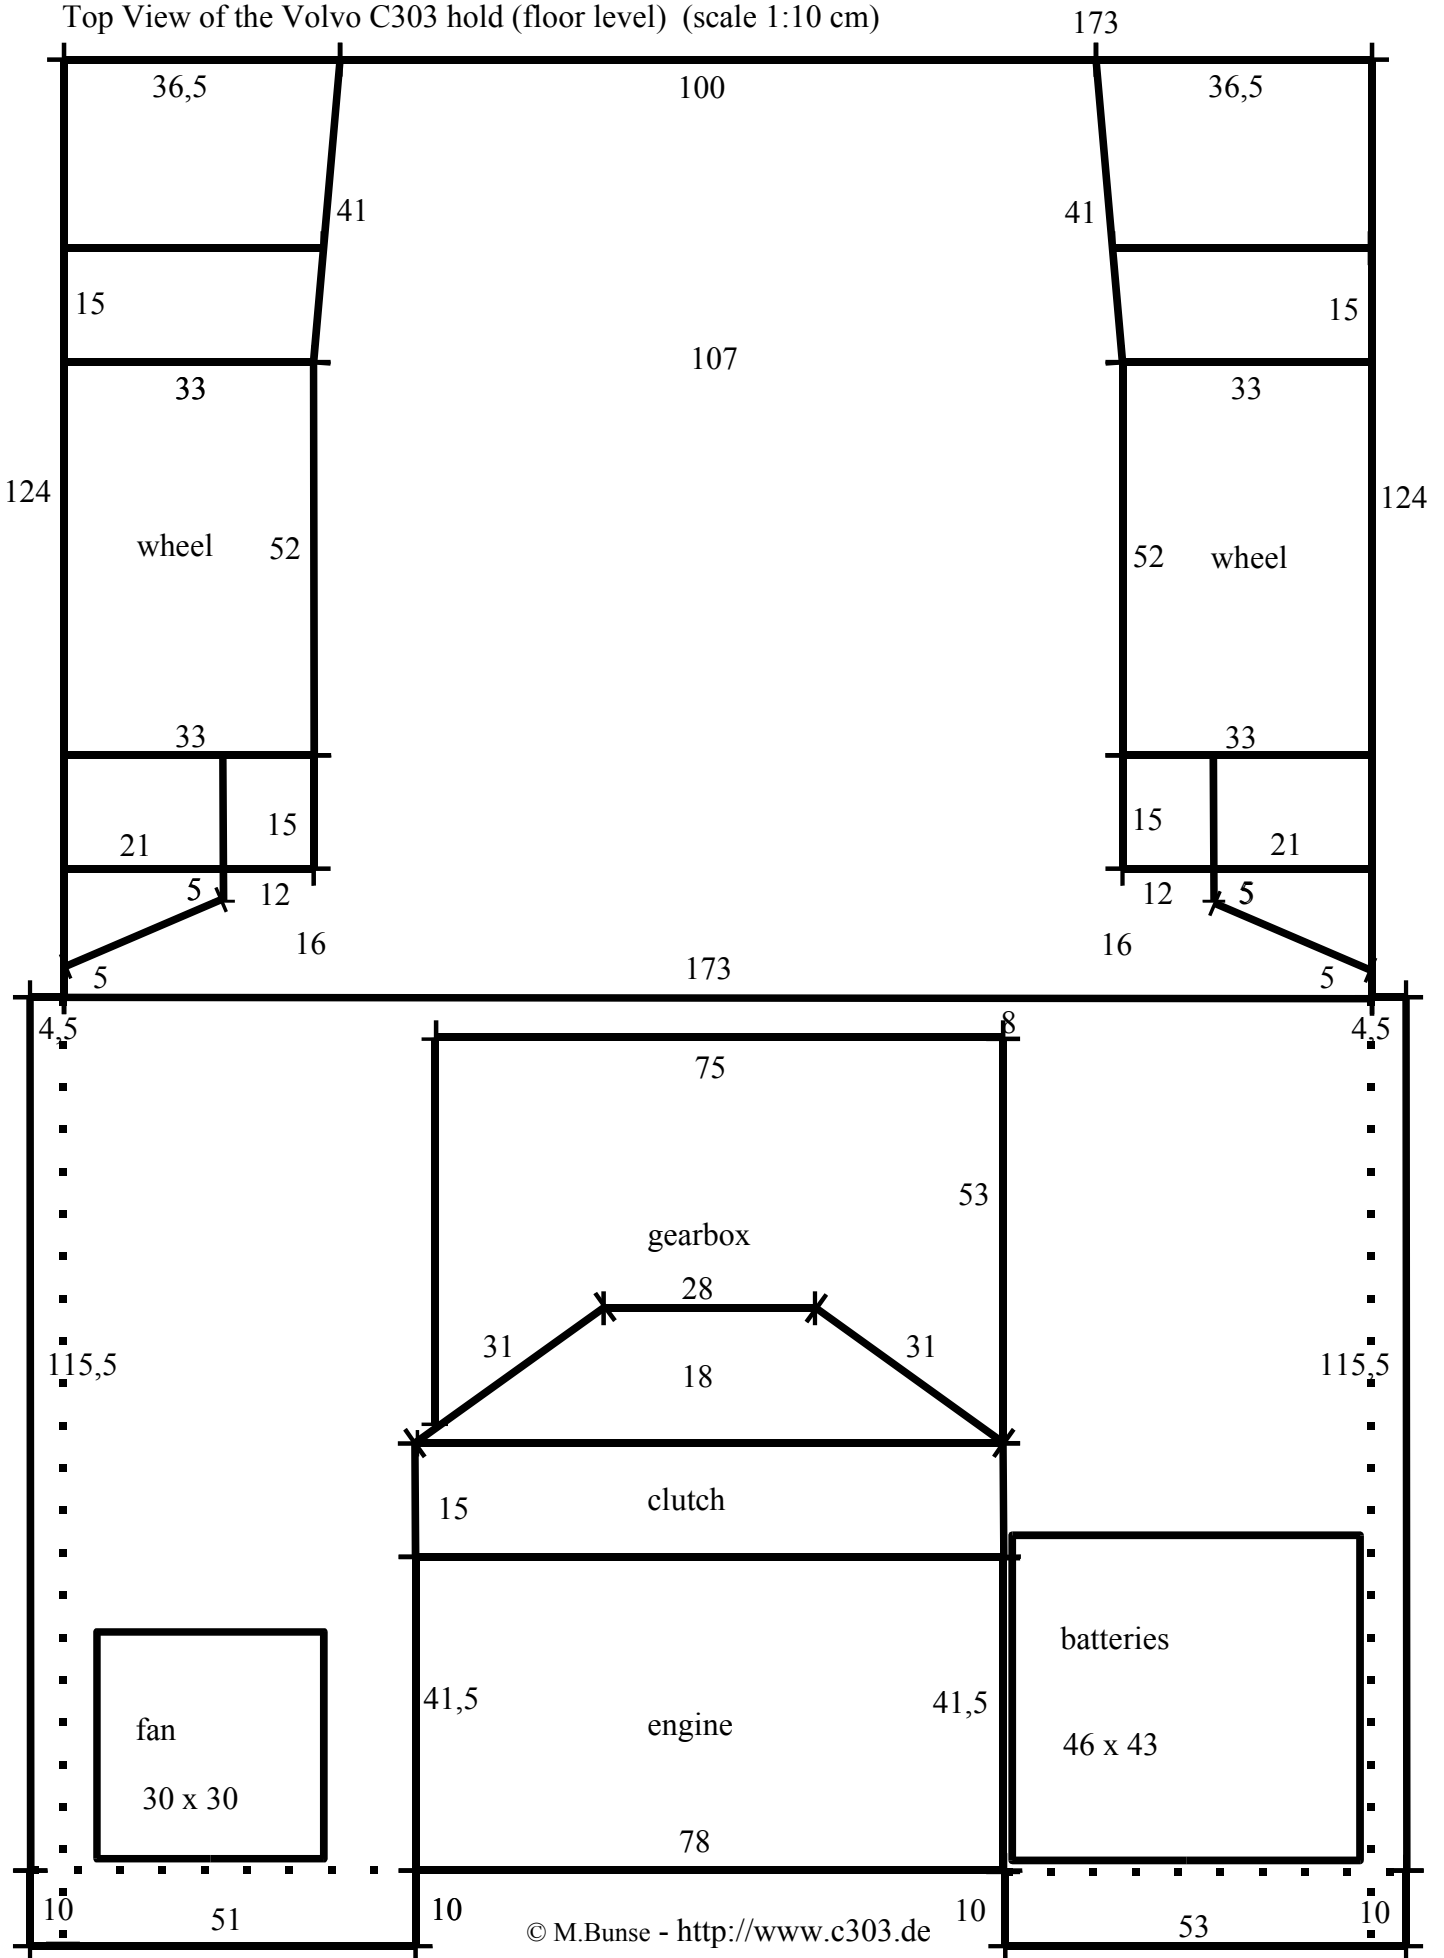 Top View of the Volvo C303 hold (floor level) (scale 1:10 cm)
173
36,5 100 36,5
41 41
15 15
107
33 33
124 124
wheel 52 52 wheel
33 33
15 15
21 21
5 12 12 5
16 16
5 173 5
4,5 8 4,5
75
53
gearbox
28
31 31
115,5 18 115,5
15 clutch
batteries
41,5 engine 41,5
fan 46 x 43
30 x 30
78
10 51 10 10 53 10
© M.Bunse - http://www.c303.de